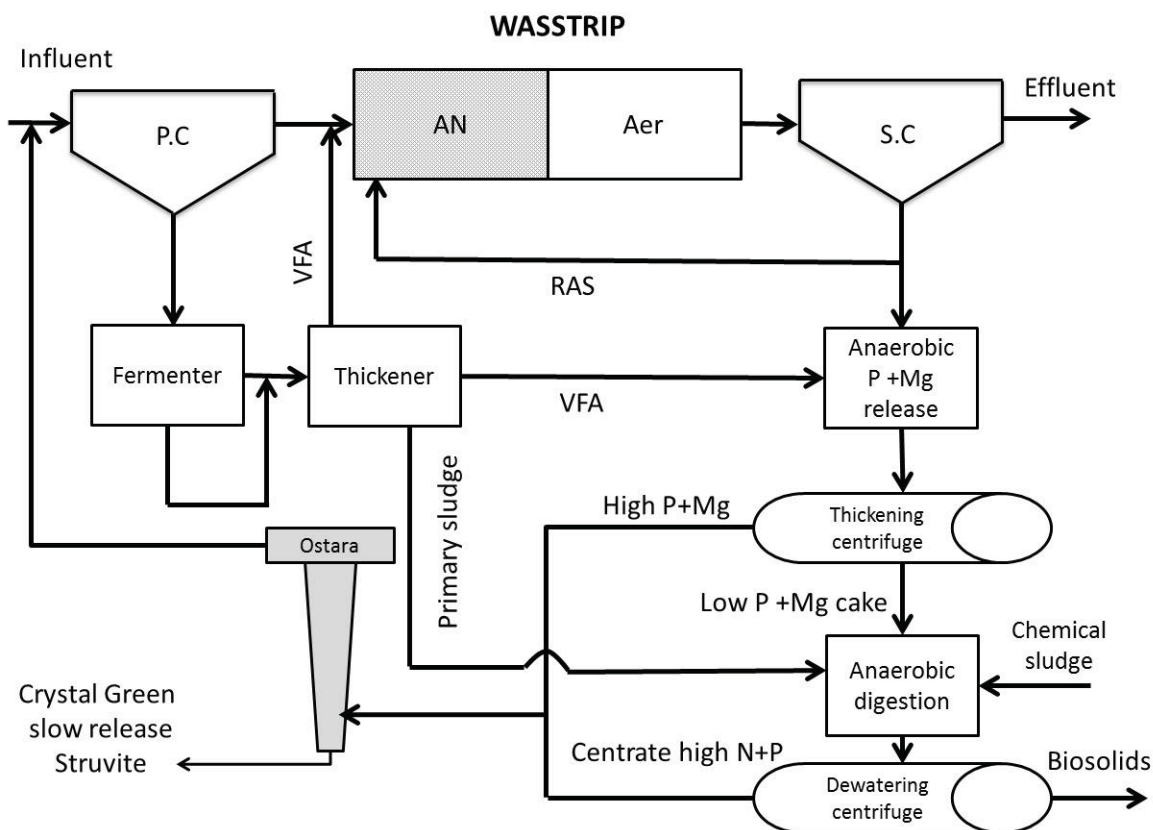 WASSTRIP
Influent
Effluent
P.C
AN
Aer
S.C
VFA
RAS
Fermenter
Thickener
VFA
Anaerobic
P +Mg
release
Primary sludge
High P+Mg
Thickening
centrifuge
Ostara
Low P +Mg cake
Chemical
sludge
Anaerobic
digestion
Crystal Green
slow release
Struvite
Centrate high N+P
Dewatering
centrifuge
Biosolids